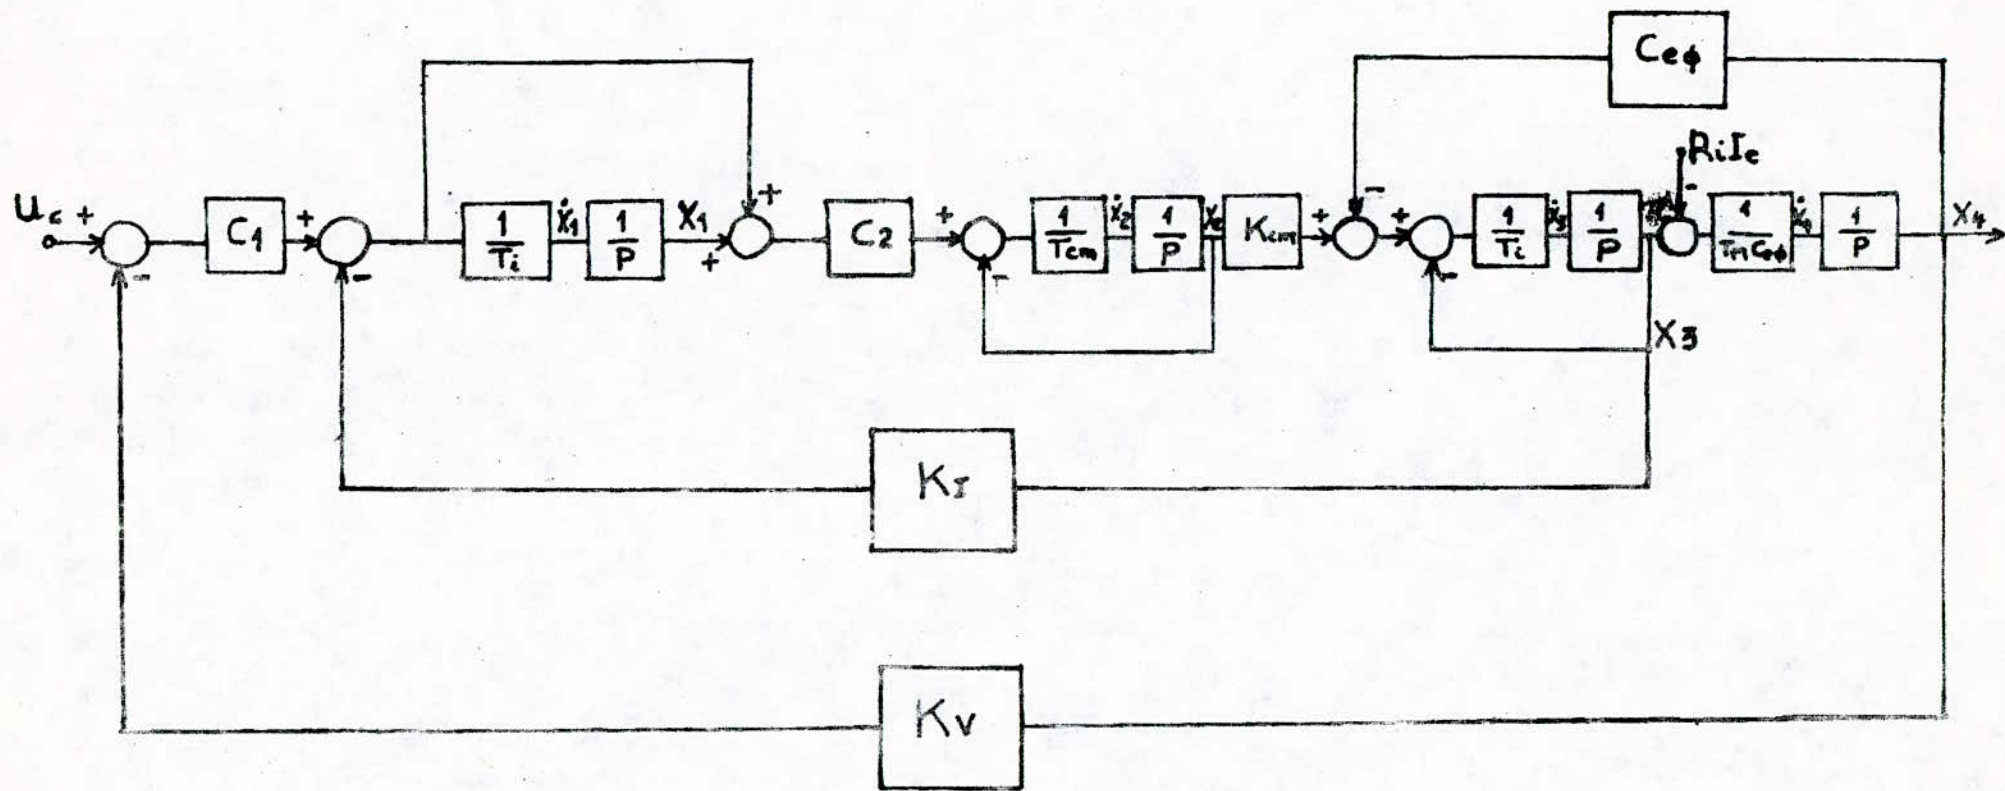 Ceϕ
RiIc
Uc + - C1 + - 1/Ti ẋ1 1/P X1 + + C2 + - 1/Tcm ẋ2 1/P X2 Kcm + - + - 1/Ti ẋ3 1/P - 1/TmCeϕ ẋ4 1/P X4
X3
KI
KV